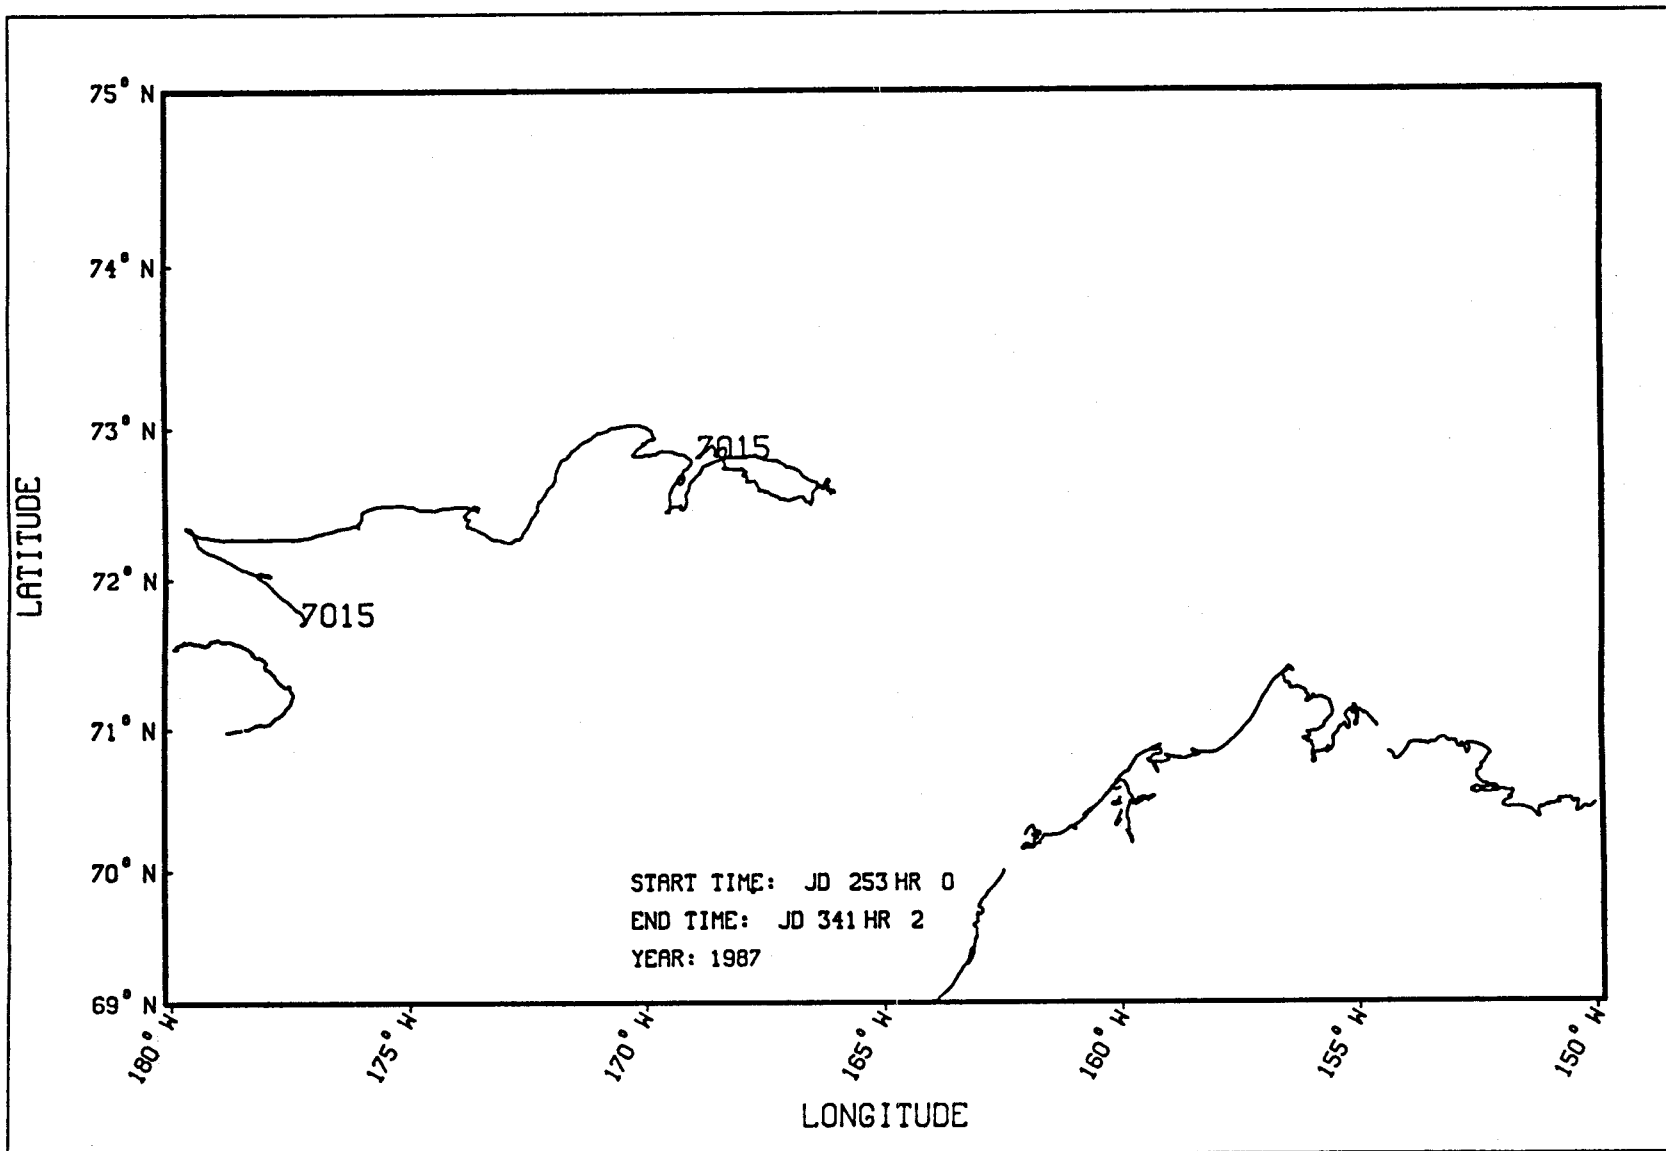 75° N
74° N
73° N
7015
LATITUDE
72° N
7015
71° N
70° N
START TIME: JD 253 HR 0
END TIME: JD 341 HR 2
YEAR: 1987
69° N
180° W
175° W
170° W
165° W
160° W
155° W
150° W
LONGITUDE